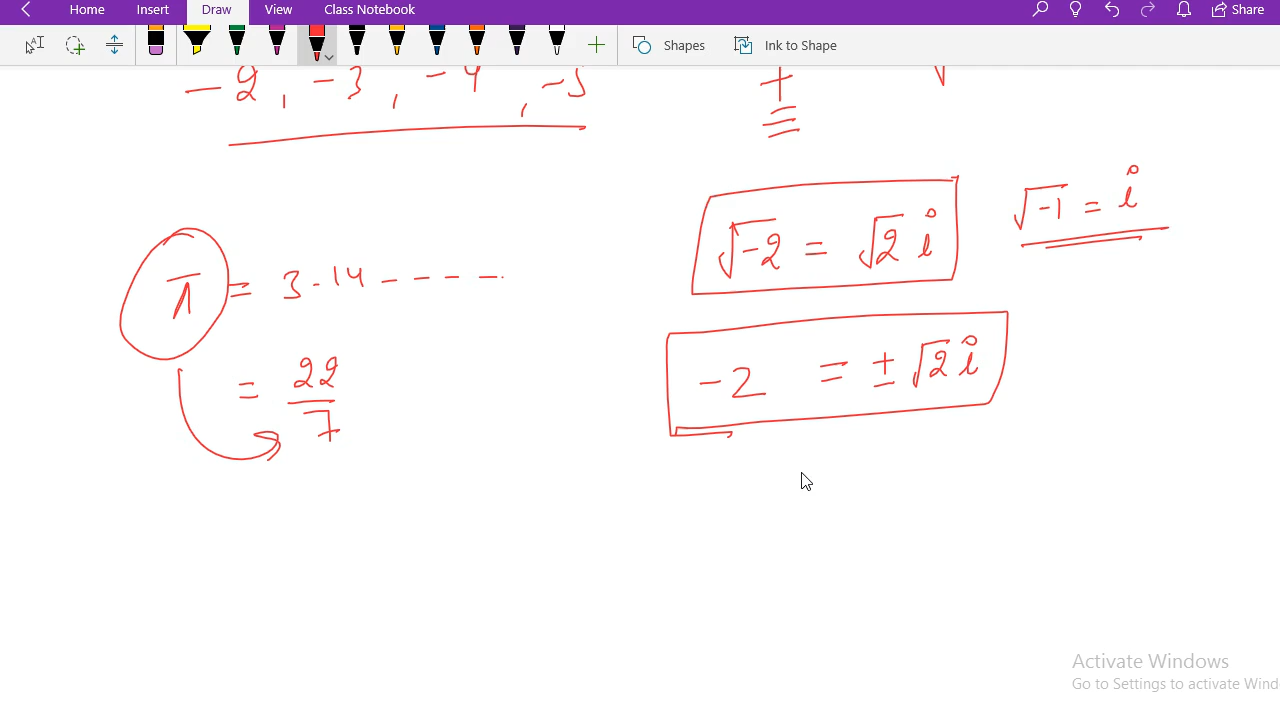 Home Insert Draw View Class Notebook Share
Shapes Ink to Shape
-2, -3, -4, -5 +
√-2 = √2 i
√-1 = i
π = 3.14 - - - -
-2 = ± √2 i
= 22/7
Activate Windows
Go to Settings to activate Wind